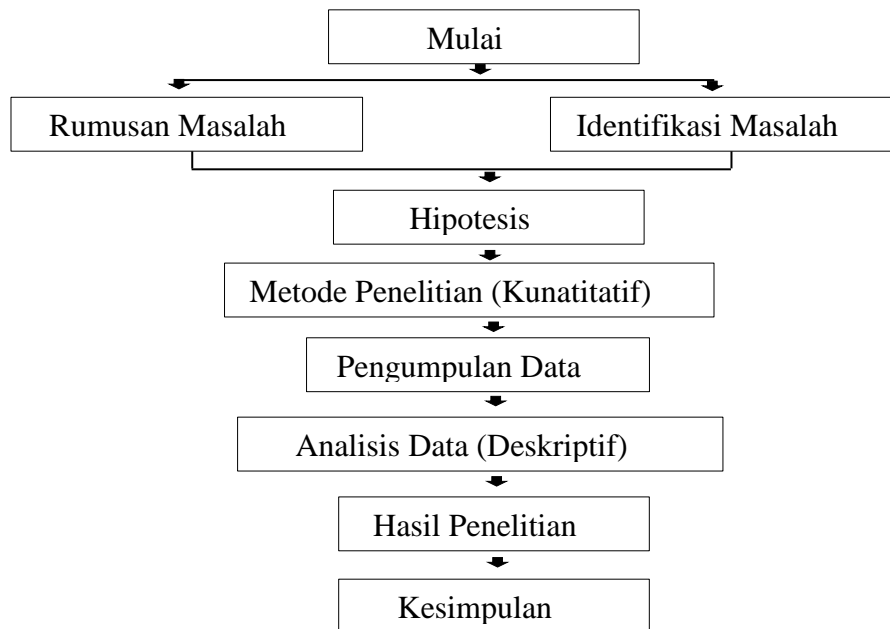 Mulai
Rumusan Masalah
Identifikasi Masalah
Hipotesis
Metode Penelitian (Kunatitatif)
Pengumpulan Data
Analisis Data (Deskriptif)
Hasil Penelitian
Kesimpulan